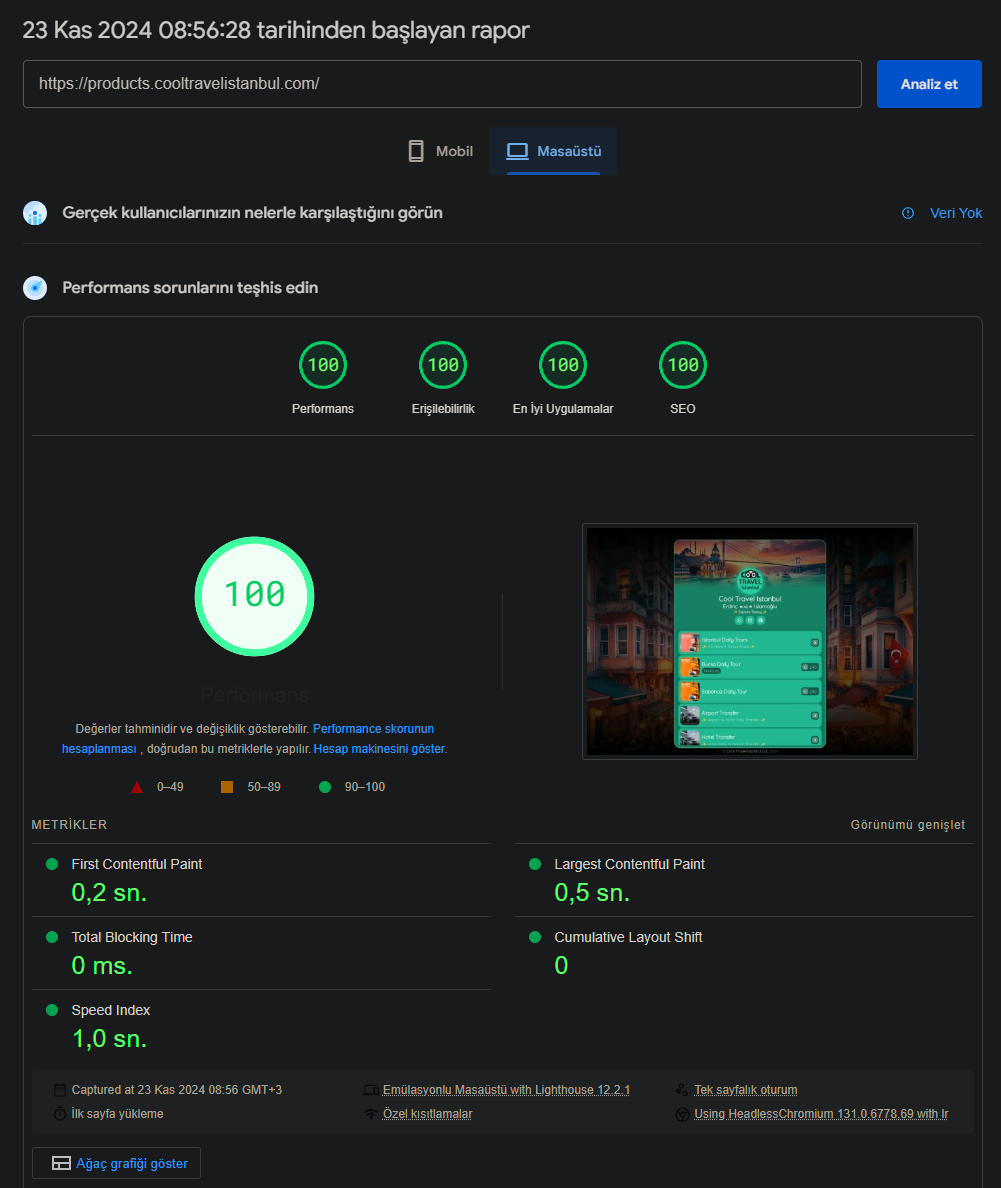 23 Kas 2024 08:56:28 tarihinden başlayan rapor
https://products.cooltravelistanbul.com/
Analiz et
Mobil
Masaüstü
Gerçek kullanıcılarınızın nelerle karşılaştığını görün
Veri Yok
Performans sorunlarını teşhis edin
100
100
100
100
Performans
Erişilebilirlik
En İyi Uygulamalar
SEO
100
Performans
Değerler tahminidir ve değişiklik gösterebilir. Performance skorunun
hesaplanması , doğrudan bu metriklerle yapılır. Hesap makinesini göster.
0–49
50–89
90–100
COOL
TRAVEL
Istanbul
Cool Travel Istanbul
Istanbul Daily Tours
Bursa Daily Tour
Sapanca Daily Tour
Airport Transfer
Hotel Transfer
METRİKLER
Görünümü genişlet
First Contentful Paint
0,2 sn.
Largest Contentful Paint
0,5 sn.
Total Blocking Time
0 ms.
Cumulative Layout Shift
0
Speed Index
1,0 sn.
Captured at 23 Kas 2024 08:56 GMT+3
Emülasyonlu Masaüstü with Lighthouse 12.2.1
Tek sayfalık oturum
İlk sayfa yükleme
Özel kısıtlamalar
Using HeadlessChromium 131.0.6778.69 with lr
Ağaç grafiği göster